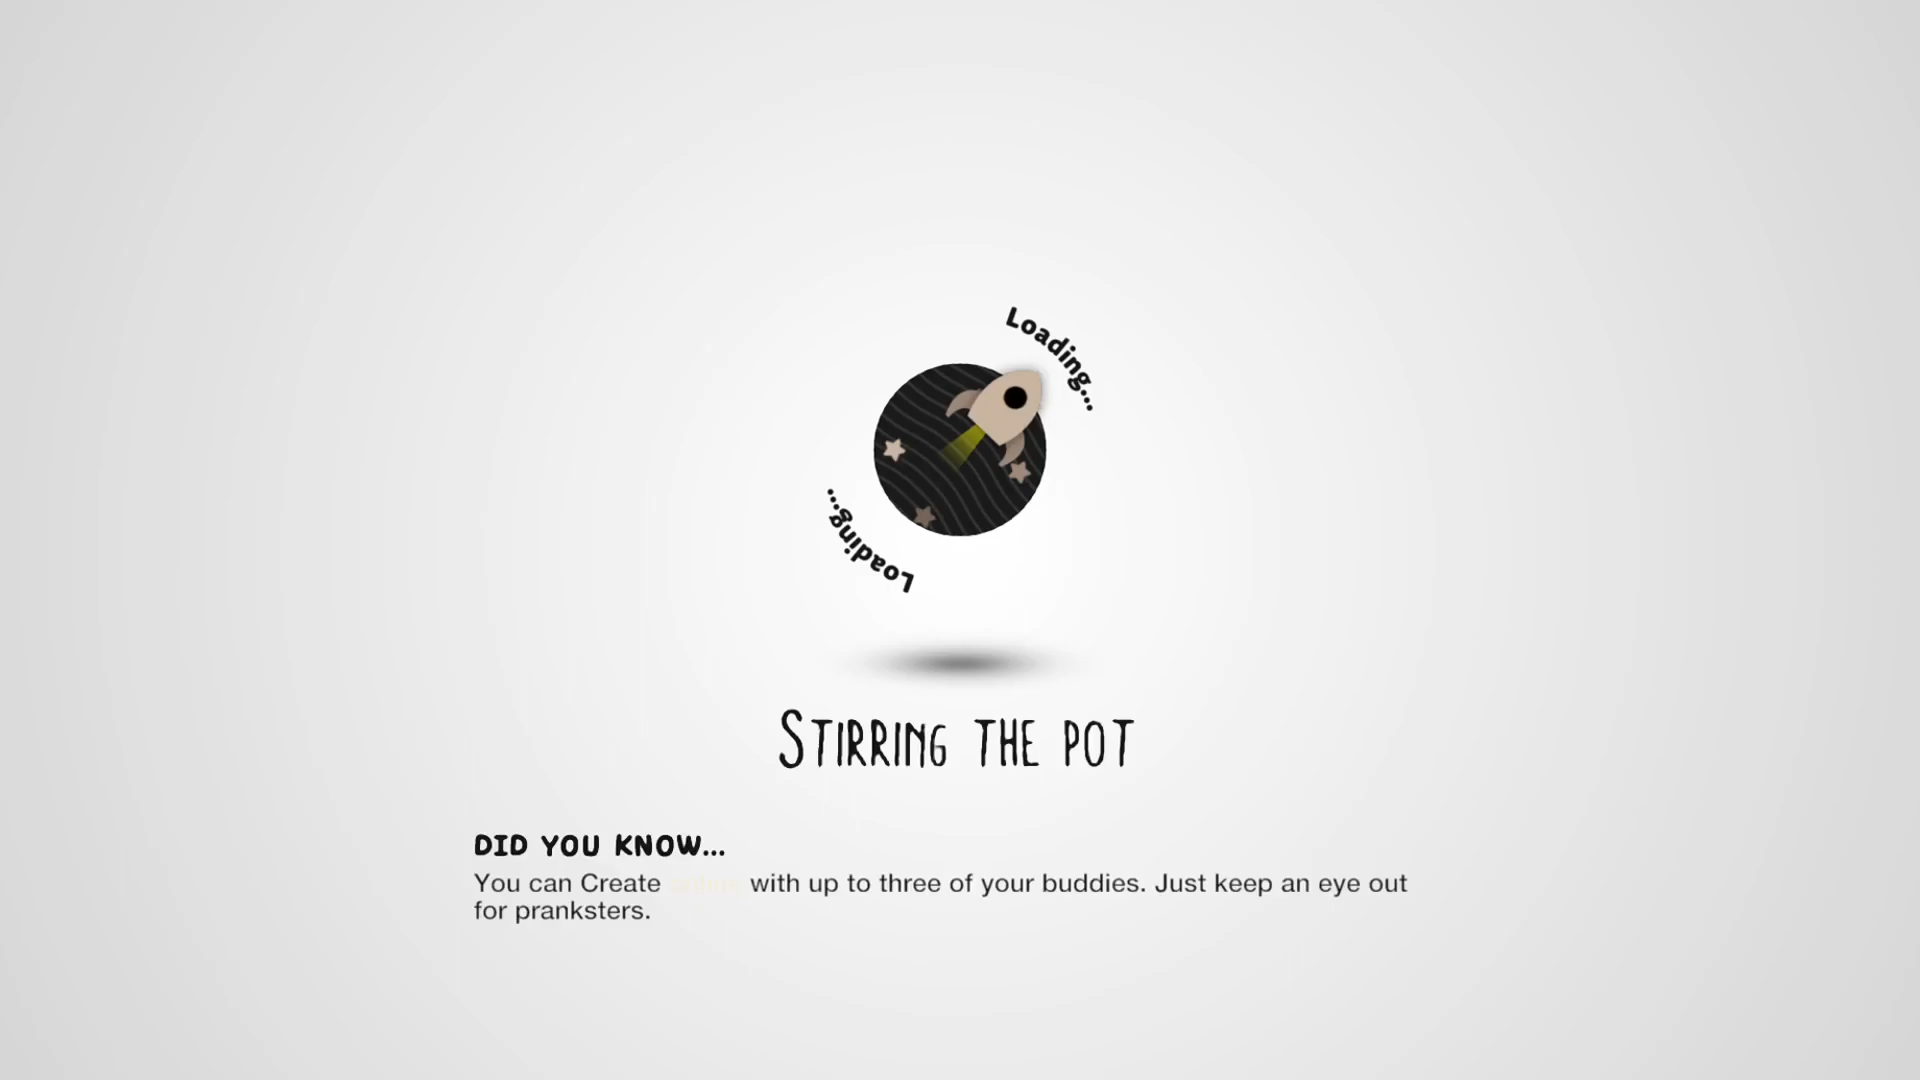 Loading...
Loading...
STIRRING THE POT
DID YOU KNOW...
You can Create online with up to three of your buddies. Just keep an eye out
for pranksters.